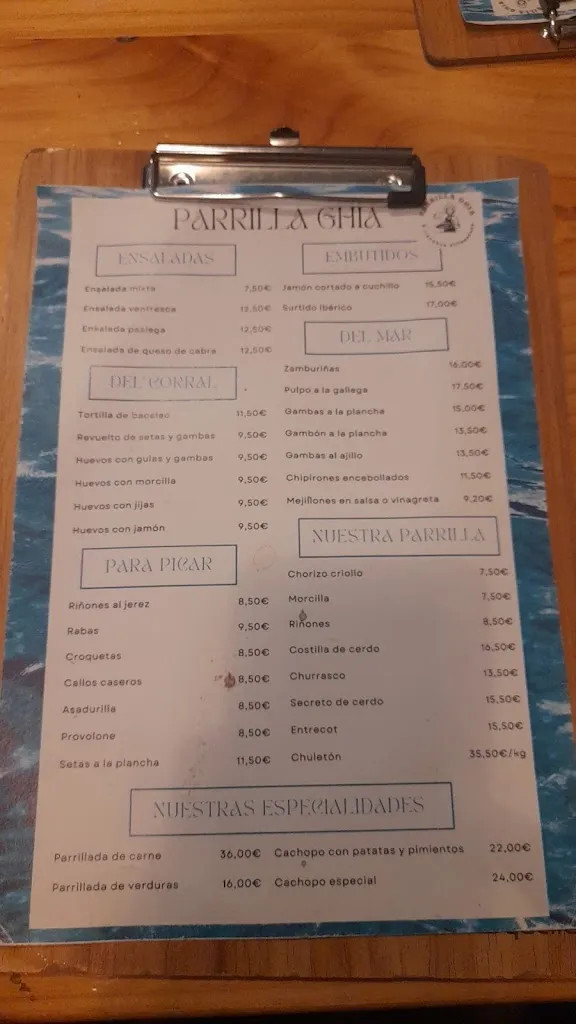 PARRILLA GHIA
PARRILLA GHIA
ENSALADAS
Ensalada mixta 7,50€
Ensalada ventresca 12,50€
Ensalada pasiega 12,50€
Ensalada de queso de cabra 12,50€
DEL CORRAL
Tortilla de bacalao 11,50€
Revuelto de setas y gambas 9,50€
Huevos con gulas y gambas 9,50€
Huevos con morcilla 9,50€
Huevos con jijas 9,50€
Huevos con jamón 9,50€
PARA PICAR
Riñones al jerez 8,50€
Rabas 9,50€
Croquetas 8,50€
Callos caseros 8,50€
Asadurilla 8,50€
Provolone 8,50€
Setas a la plancha 11,50€
EMBUTIDOS
Jamón cortado a cuchillo 15,50€
Surtido ibérico 17,00€
DEL MAR
Zamburiñas 16,00€
Pulpo a la gallega 17,50€
Gambas a la plancha 15,00€
Gambón a la plancha 13,50€
Gambas al ajillo 13,50€
Chipirones encebollados 11,50€
Mejillones en salsa o vinagreta 9,20€
NUESTRA PARRILLA
Chorizo criollo 7,50€
Morcilla 7,50€
Riñones 8,50€
Costilla de cerdo 16,50€
Churrasco 13,50€
Secreto de cerdo 15,50€
Entrecot 15,50€
Chuletón 35,50€/kg
NUESTRAS ESPECIALIDADES
Parrillada de carne 36,00€
Parrillada de verduras 16,00€
Cachopo con patatas y pimientos 22,00€
Cachopo especial 24,00€